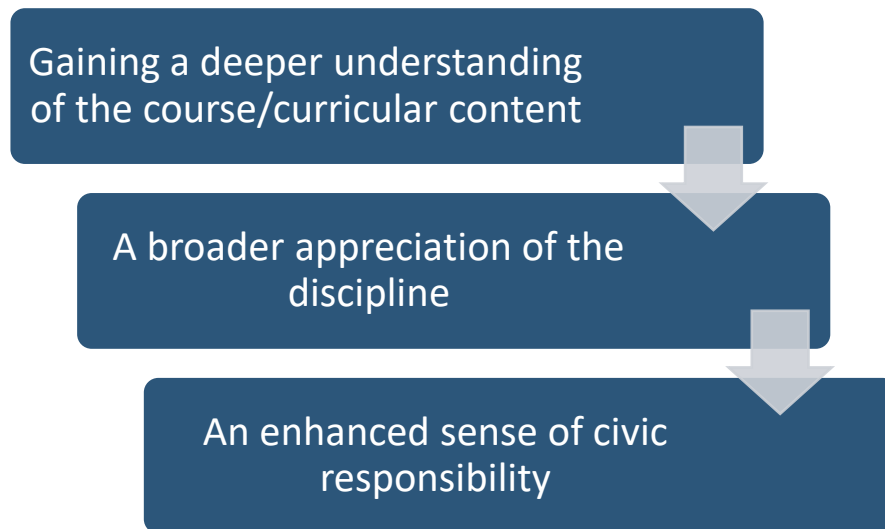 Gaining a deeper understanding
of the course/curricular content
A broader appreciation of the
discipline
An enhanced sense of civic
responsibility